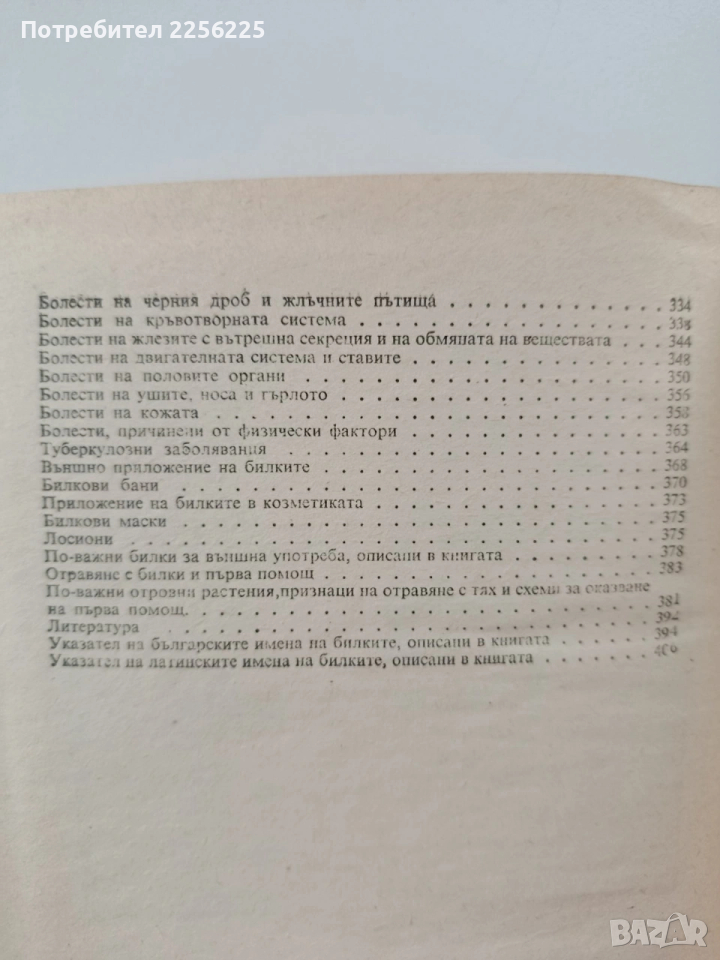 Потребител 2256225
Болести на черния дроб и жлъчните пътища . . . . . . . . . . . 334
Болести на кръвотворната система . . . . . . . . . . . . . . . 338
Болести на жлезите с вътрешна секреция и на обмяната на веществата 344
Болести на двигателната система и ставите . . . . . . . . . . . 348
Болести на половите органи . . . . . . . . . . . . . . . . . . 350
Болести на ушите, носа и гърлото . . . . . . . . . . . . . . . 356
Болести на кожата . . . . . . . . . . . . . . . . . . . . . . 358
Болести, причинени от физически фактори . . . . . . . . . . . . 363
Туберкулозни заболявания . . . . . . . . . . . . . . . . . . . 364
Външно приложение на билките . . . . . . . . . . . . . . . . . 368
Билкови бани . . . . . . . . . . . . . . . . . . . . . . . . 370
Приложение на билките в козметиката . . . . . . . . . . . . . . 373
Билкови маски . . . . . . . . . . . . . . . . . . . . . . . . 375
Лосиони . . . . . . . . . . . . . . . . . . . . . . . . . . 375
По-важни билки за външна употреба, описани в книгата . . . . . . 378
Отравяне с билки и първа помощ . . . . . . . . . . . . . . . . 383
По-важни отровни растения,признаци на отравяне с тях и схеми за оказване
на първа помощ. . . . . . . . . . . . . . . . . . . . . . . .
Литература . . . . . . . . . . . . . . . . . . . . . . . . .
Указател на българските имена на билките, описани в книгата . . .
Указател на латинските имена на билките, описани в книгата . . .
BAZAR